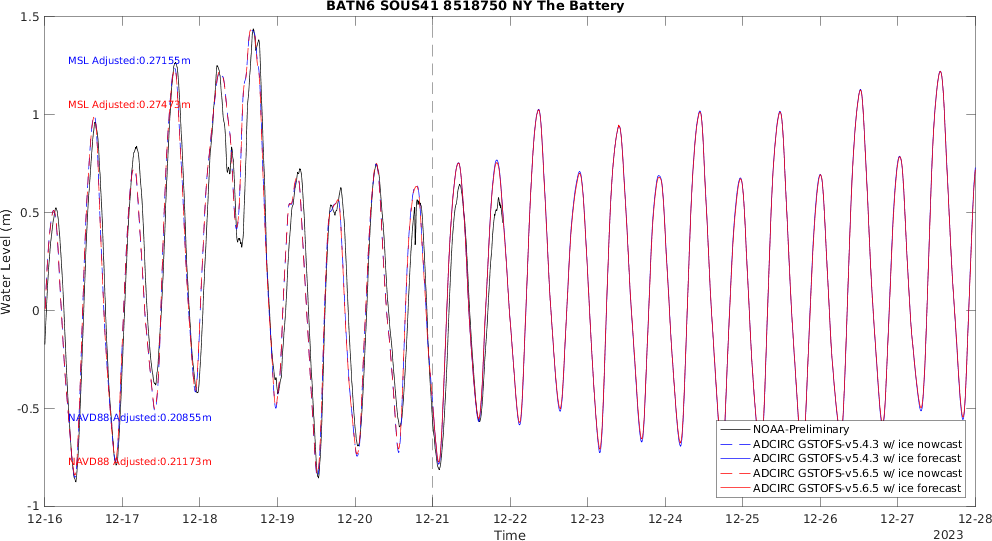 BATN6 SOUS41 8518750 NY The Battery
1.5
1
0.5
0
-0.5
-1
Water Level (m)
MSL Adjusted:0.27155m
MSL Adjusted:0.27473m
NAVD88 Adjusted:0.20855m
NAVD88 Adjusted:0.21173m
NOAA-Preliminary
ADCIRC GSTOFS-v5.4.3 w/ ice nowcast
ADCIRC GSTOFS-v5.4.3 w/ ice forecast
ADCIRC GSTOFS-v5.6.5 w/ ice nowcast
ADCIRC GSTOFS-v5.6.5 w/ ice forecast
12-16 12-17 12-18 12-19 12-20 12-21 12-22 12-23 12-24 12-25 12-26 12-27 12-28
Time
2023